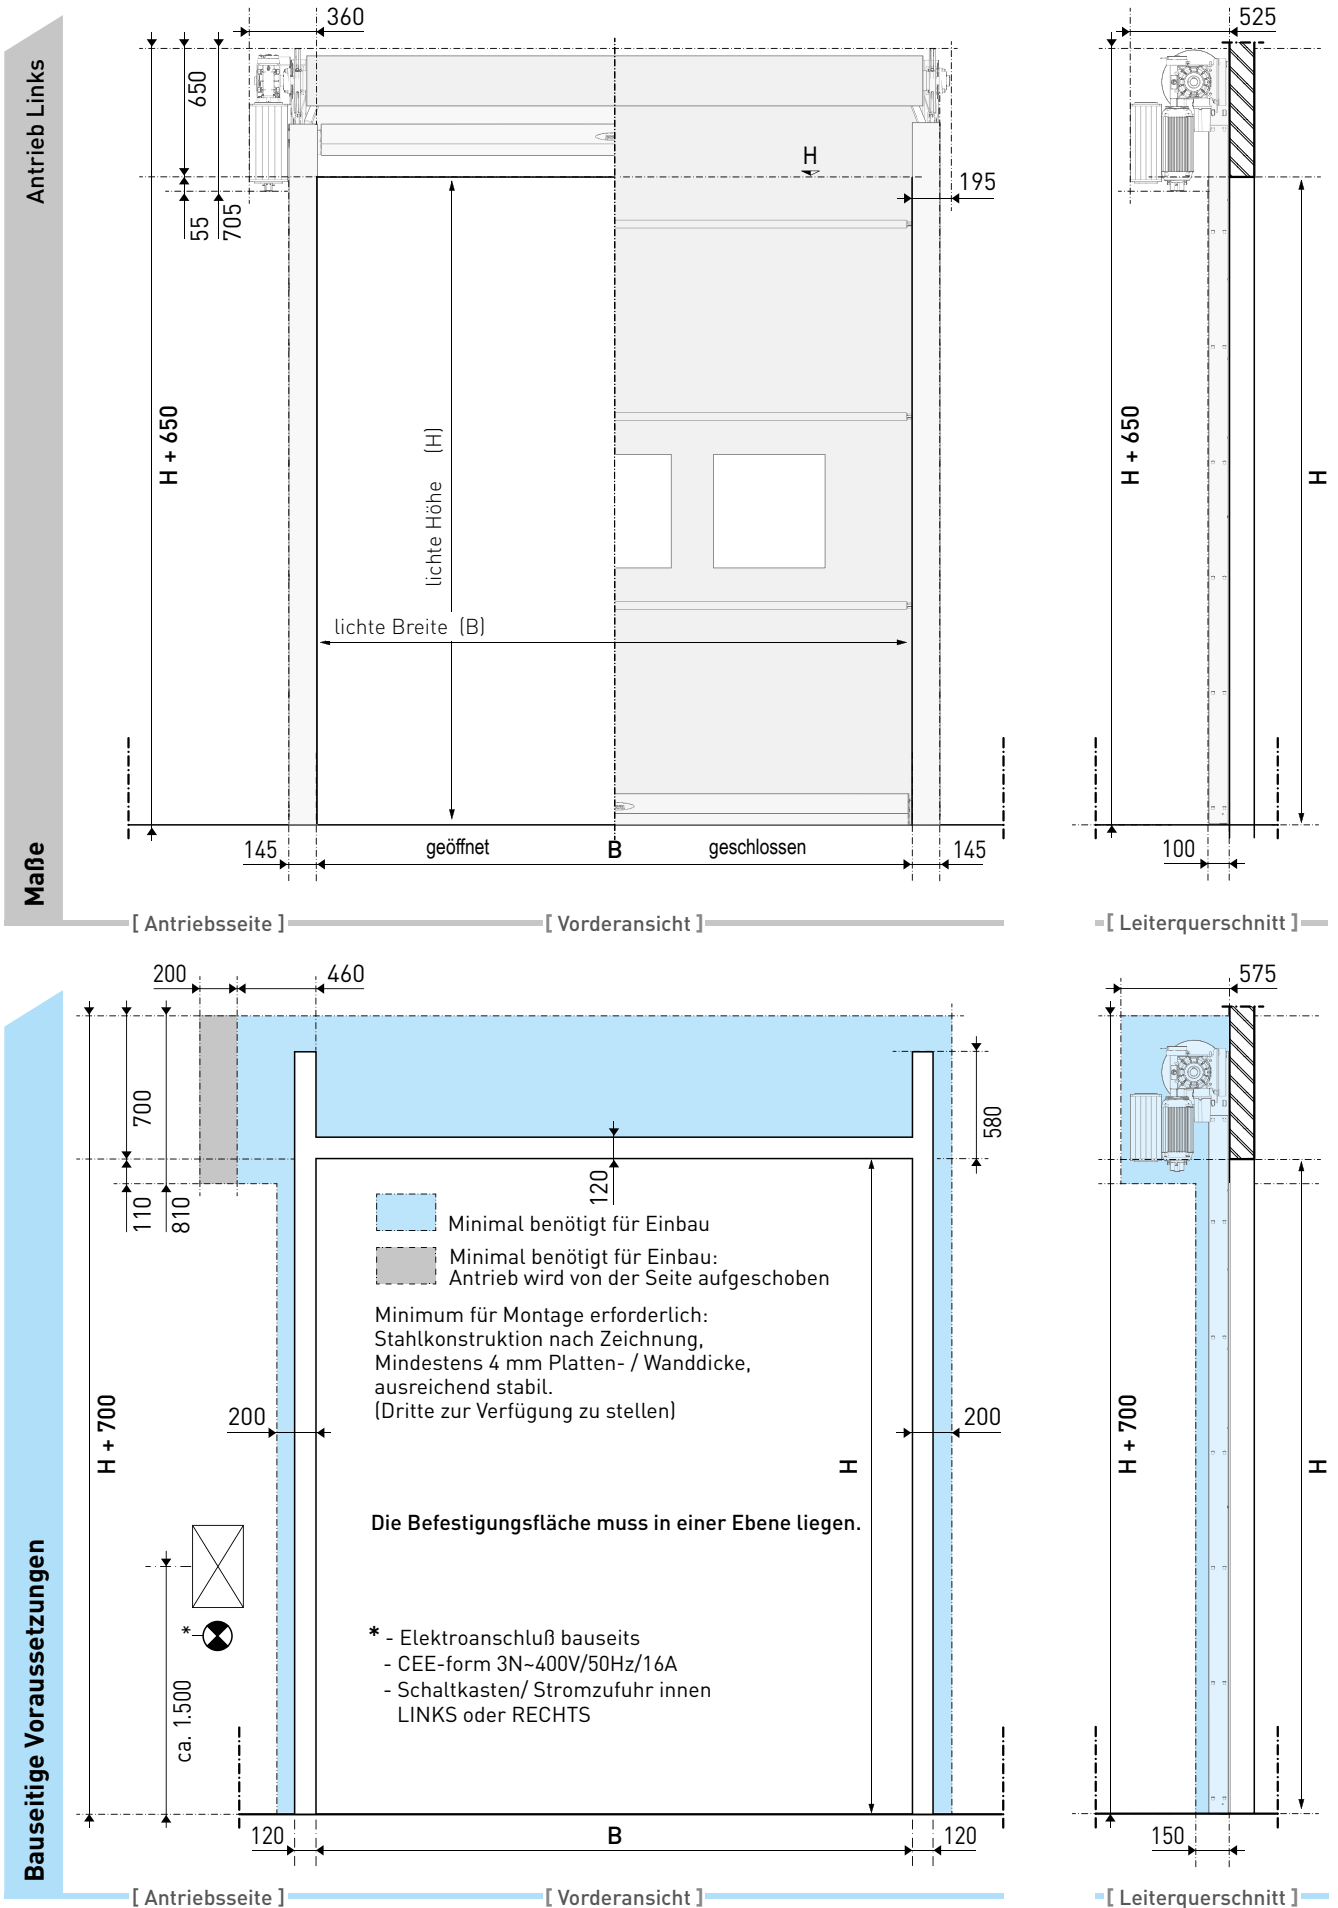 Antrieb Links
Maße
360
650
55
705
H
195
H + 650
lichte Höhe (H)
lichte Breite (B)
145
geöffnet
B
geschlossen
145
525
H + 650
H
100
[ Antriebsseite ]
[ Vorderansicht ]
[ Leiterquerschnitt ]
Bauseitige Voraussetzungen
200
460
700
110
810
580
120
Minimal benötigt für Einbau
Minimal benötigt für Einbau:
Antrieb wird von der Seite aufgeschoben
Minimum für Montage erforderlich:
Stahlkonstruktion nach Zeichnung,
Mindestens 4 mm Platten- / Wanddicke,
ausreichend stabil.
(Dritte zur Verfügung zu stellen)
200
200
H + 700
H
Die Befestigungsfläche muss in einer Ebene liegen.
*
ca. 1.500
* - Elektroanschluß bauseits
- CEE-form 3N~400V/50Hz/16A
- Schaltkasten/ Stromzufuhr innen
LINKS oder RECHTS
120
B
120
575
H + 700
H
150
[ Antriebsseite ]
[ Vorderansicht ]
[ Leiterquerschnitt ]